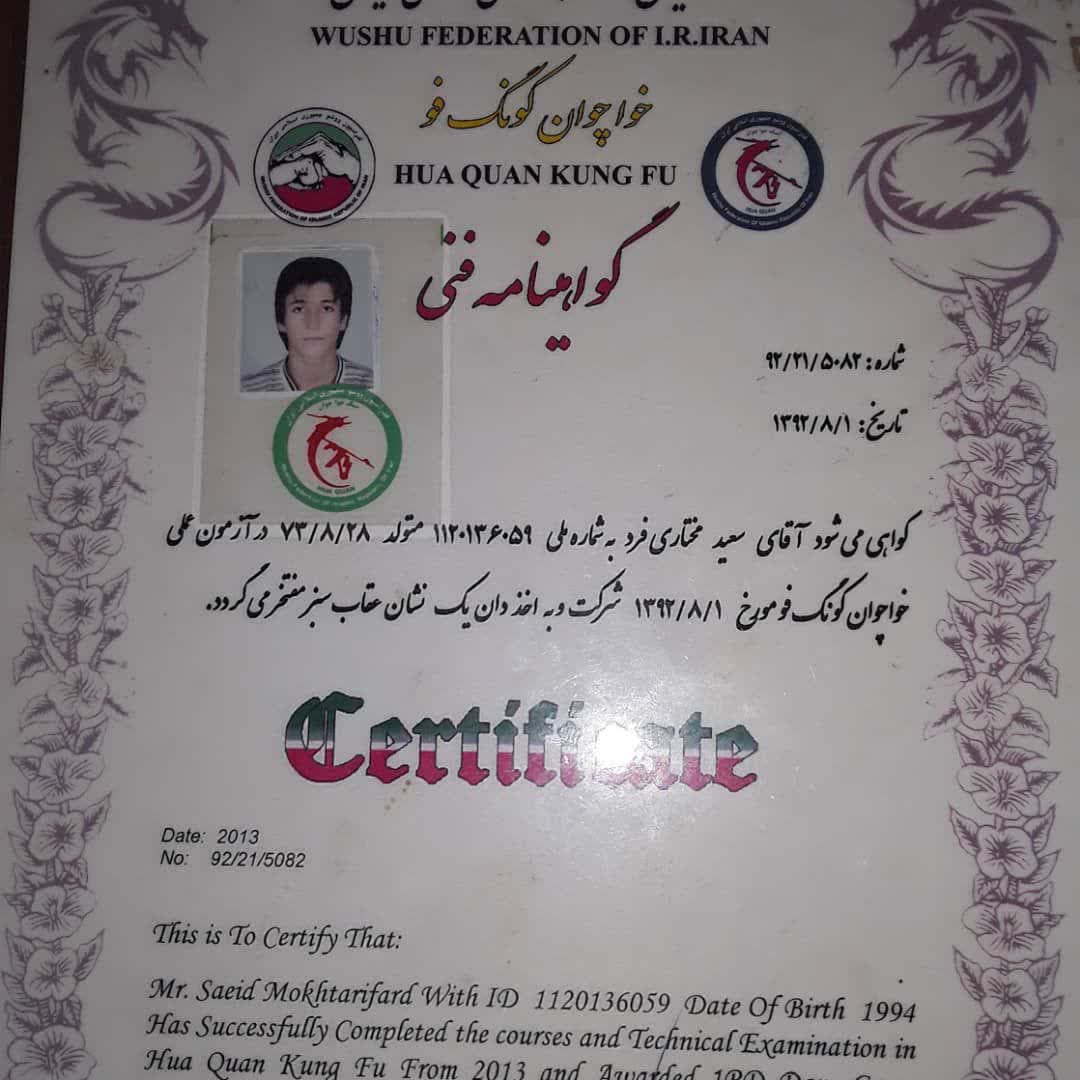 WUSHU FEDERATION OF I.R.IRAN
خواچوان کونگ فو
HUA QUAN KUNG FU
گواهینامه فنی
شماره: ۹۲/۲۱/۵۰۸۲
تاریخ: ۱۳۹۲/۸/۱
گواهی می شود آقای سعید مختاری فرد به شماره ملی ۱۱۲۰۱۳۶۰۵۹ متولد ۷۳/۸/۲۸ در آزمون عملی
خواچوان کونگ فو مورخ ۱۳۹۲/۸/۱ شرکت و به اخذ دان یک نشان عقاب سبز مفتخر می گردد.
Certificate
Date: 2013
No: 92/21/5082
This is To Certify That:
Mr. Saeid Mokhtarifard With ID 1120136059 Date Of Birth 1994
Has Successfully Completed the courses and Technical Examination in
Hua Quan Kung Fu From 2013 and Awarded